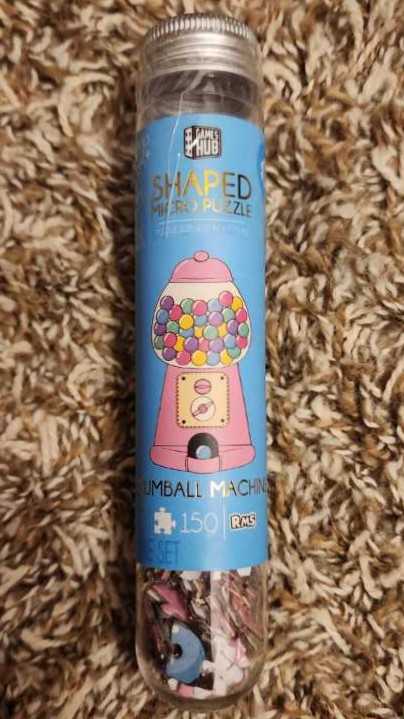 GAMES
HUB
SHAPED
MICRO PUZZLE
UMBALL MACHIN
150
RMS
E SET